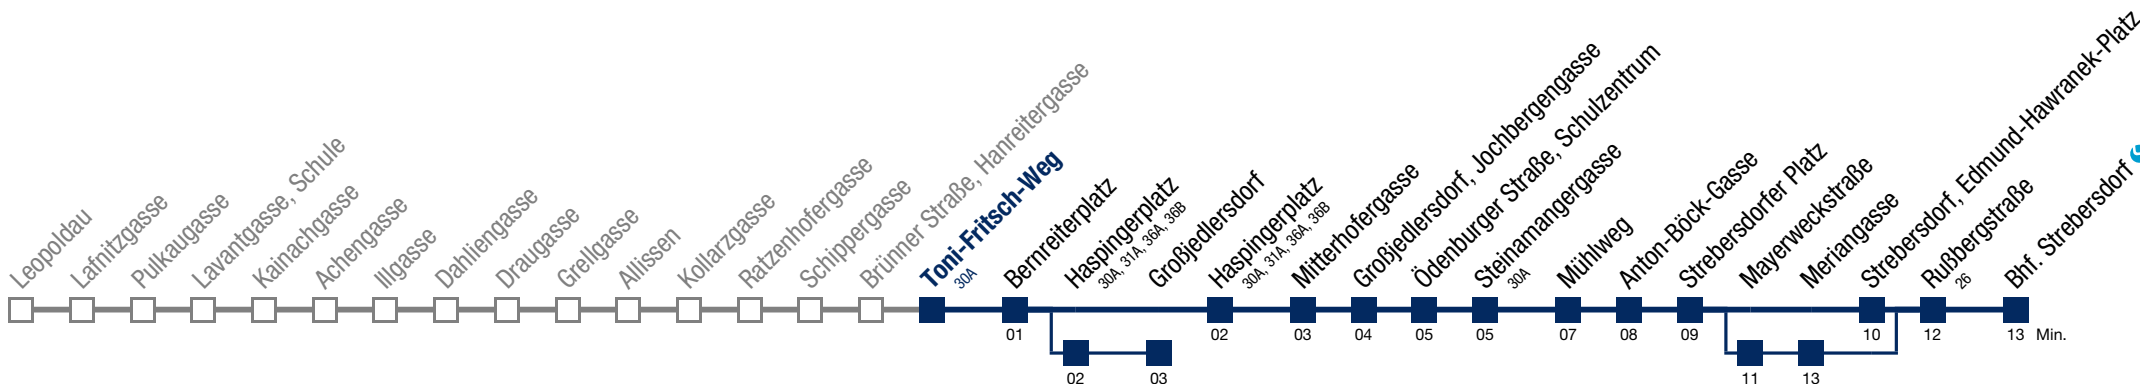 Leopoldau
Lafnitzgasse
Pulkaugasse
Lavantgasse, Schule
Kainachgasse
Achengasse
Illgasse
Dahliengasse
Draugasse
Grellgasse
Allissen
Kollarzgasse
Ratzenhofergasse
Schippergasse
Brünner Straße, Hanreitergasse
Toni-Fritsch-Weg
30A
Bernreiterplatz
Haspingerplatz
30A, 31A, 36A, 36B
Großjedlersdorf
Haspingerplatz
30A, 31A, 36A, 36B
Mitterhofergasse
Großjedlersdorf, Jochbergengasse
Ödenburger Straße, Schulzentrum
Steinamangergasse
30A
Mühlweg
Anton-Böck-Gasse
Strebersdorfer Platz
Mayerweckstraße
Meriangasse
Strebersdorf, Edmund-Hawranek-Platz
Rußbergstraße
26
Bhf. Strebersdorf
01 02 03 04 05 05 07 08 09 10 12 13 Min.
02 03 11 13